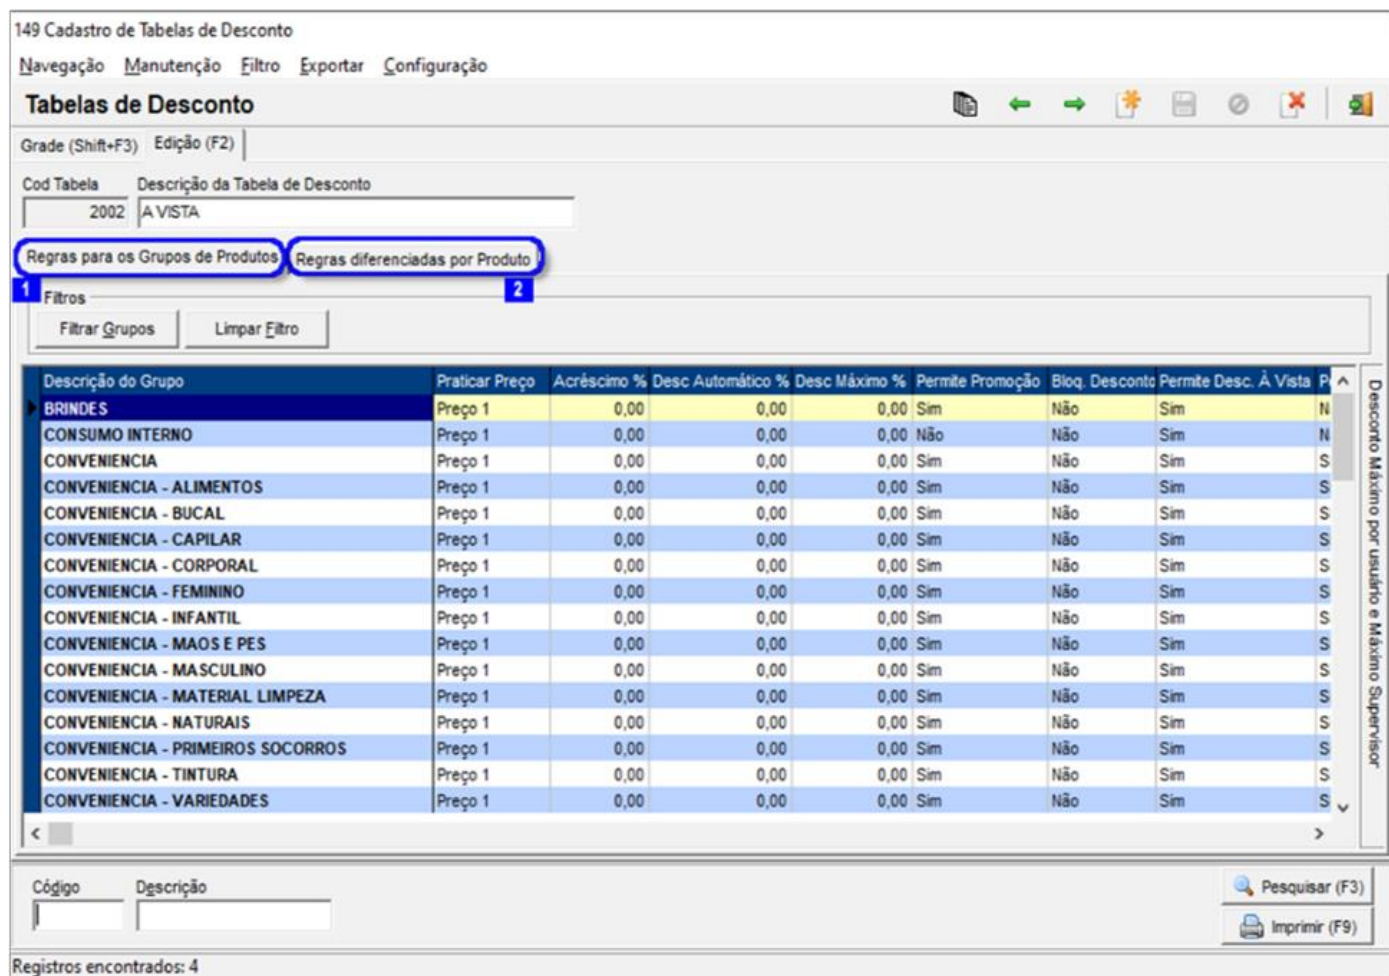 149 Cadastro de Tabelas de Desconto
Navegação Manutenção Filtro Exportar Configuração
Tabelas de Desconto
Grade (Shift+F3) Edição (F2)
Cod Tabela Descrição da Tabela de Desconto
2002 A VISTA
Regras para os Grupos de Produtos Regras diferenciadas por Produto
1 2
Filtros
Filtrar Grupos Limpar Filtro
Descrição do Grupo Praticar Preço Acréscimo % Desc Automático % Desc Máximo % Permite Promoção Bloq. Desconto Permite Desc. À Vista
BRINDES Preço 1 0,00 0,00 0,00 Sim Não Sim N
CONSUMO INTERNO Preço 1 0,00 0,00 0,00 Não Não Sim N
CONVENIENCIA Preço 1 0,00 0,00 0,00 Sim Não Sim S
CONVENIENCIA - ALIMENTOS Preço 1 0,00 0,00 0,00 Sim Não Sim S
CONVENIENCIA - BUCAL Preço 1 0,00 0,00 0,00 Sim Não Sim S
CONVENIENCIA - CAPILAR Preço 1 0,00 0,00 0,00 Sim Não Sim S
CONVENIENCIA - CORPORAL Preço 1 0,00 0,00 0,00 Sim Não Sim S
CONVENIENCIA - FEMININO Preço 1 0,00 0,00 0,00 Sim Não Sim S
CONVENIENCIA - INFANTIL Preço 1 0,00 0,00 0,00 Sim Não Sim S
CONVENIENCIA - MAOS E PES Preço 1 0,00 0,00 0,00 Sim Não Sim S
CONVENIENCIA - MASCULINO Preço 1 0,00 0,00 0,00 Sim Não Sim S
CONVENIENCIA - MATERIAL LIMPEZA Preço 1 0,00 0,00 0,00 Sim Não Sim S
CONVENIENCIA - NATURAIS Preço 1 0,00 0,00 0,00 Sim Não Sim S
CONVENIENCIA - PRIMEIROS SOCORROS Preço 1 0,00 0,00 0,00 Sim Não Sim S
CONVENIENCIA - TINTURA Preço 1 0,00 0,00 0,00 Sim Não Sim S
CONVENIENCIA - VARIEDADES Preço 1 0,00 0,00 0,00 Sim Não Sim S
Desconto Máximo por usuário e Máximo Supervisor
Código Descrição
Pesquisar (F3)
Imprimir (F9)
Registros encontrados: 4